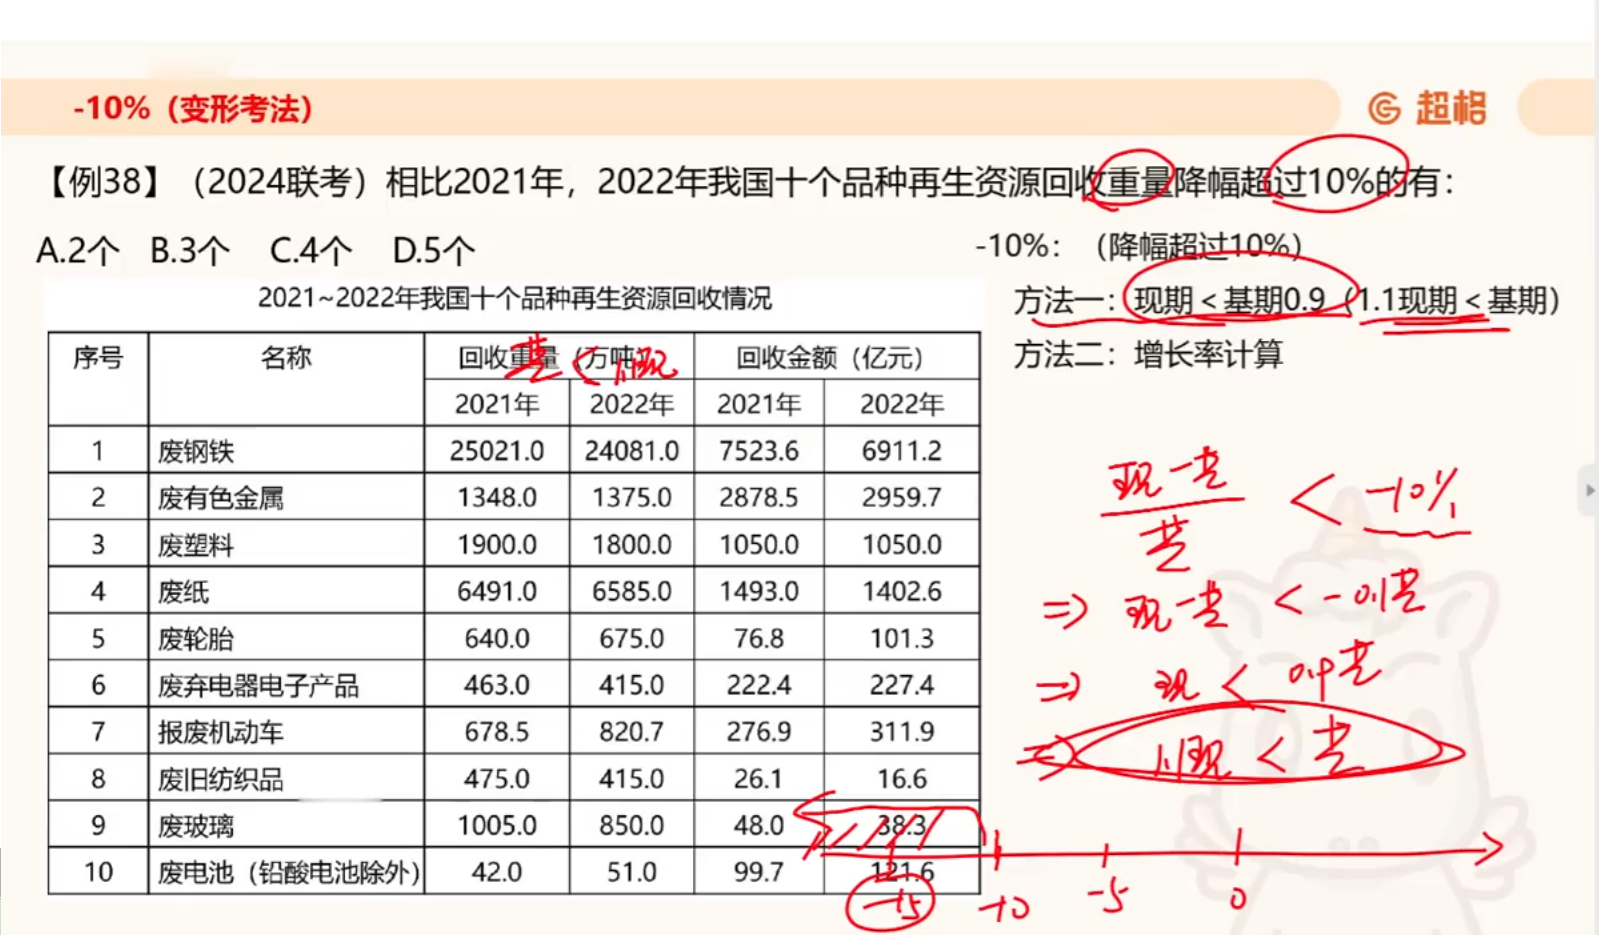 -10%（变形考法）
超格
【例38】（2024联考）相比2021年，2022年我国十个品种再生资源回收重量降幅超过10%的有：
A.2个 B.3个 C.4个 D.5个
-10%：（降幅超过10%）
方法一：现期＜基期0.9（1.1现期＜基期）
方法二：增长率计算
2021~2022年我国十个品种再生资源回收情况
序号 名称 回收重量（万吨） 回收金额（亿元）
2021年 2022年 2021年 2022年
1 废钢铁 25021.0 24081.0 7523.6 6911.2
2 废有色金属 1348.0 1375.0 2878.5 2959.7
3 废塑料 1900.0 1800.0 1050.0 1050.0
4 废纸 6491.0 6585.0 1493.0 1402.6
5 废轮胎 640.0 675.0 76.8 101.3
6 废弃电器电子产品 463.0 415.0 222.4 227.4
7 报废机动车 678.5 820.7 276.9 311.9
8 废旧纺织品 475.0 415.0 26.1 16.6
9 废玻璃 1005.0 850.0 48.0 38.3
10 废电池（铅酸电池除外） 42.0 51.0 99.7 121.6
基＜1.1现
现-基
基
＜-10%
⇒ 现-基＜-0.1基
⇒ 现＜0.9基
⇒ 1.1现＜基
-15 -10 -5 0